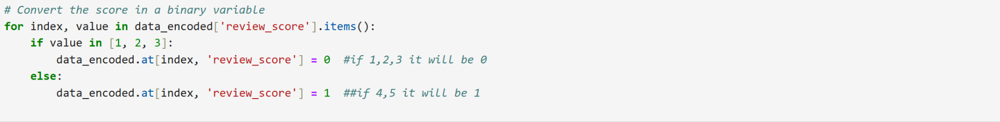 # Convert the score in a binary variable
for index, value in data_encoded['review_score'].items():
    if value in [1, 2, 3]:
        data_encoded.at[index, 'review_score'] = 0  #if 1,2,3 it will be 0
    else:
        data_encoded.at[index, 'review_score'] = 1  ##if 4,5 it will be 1